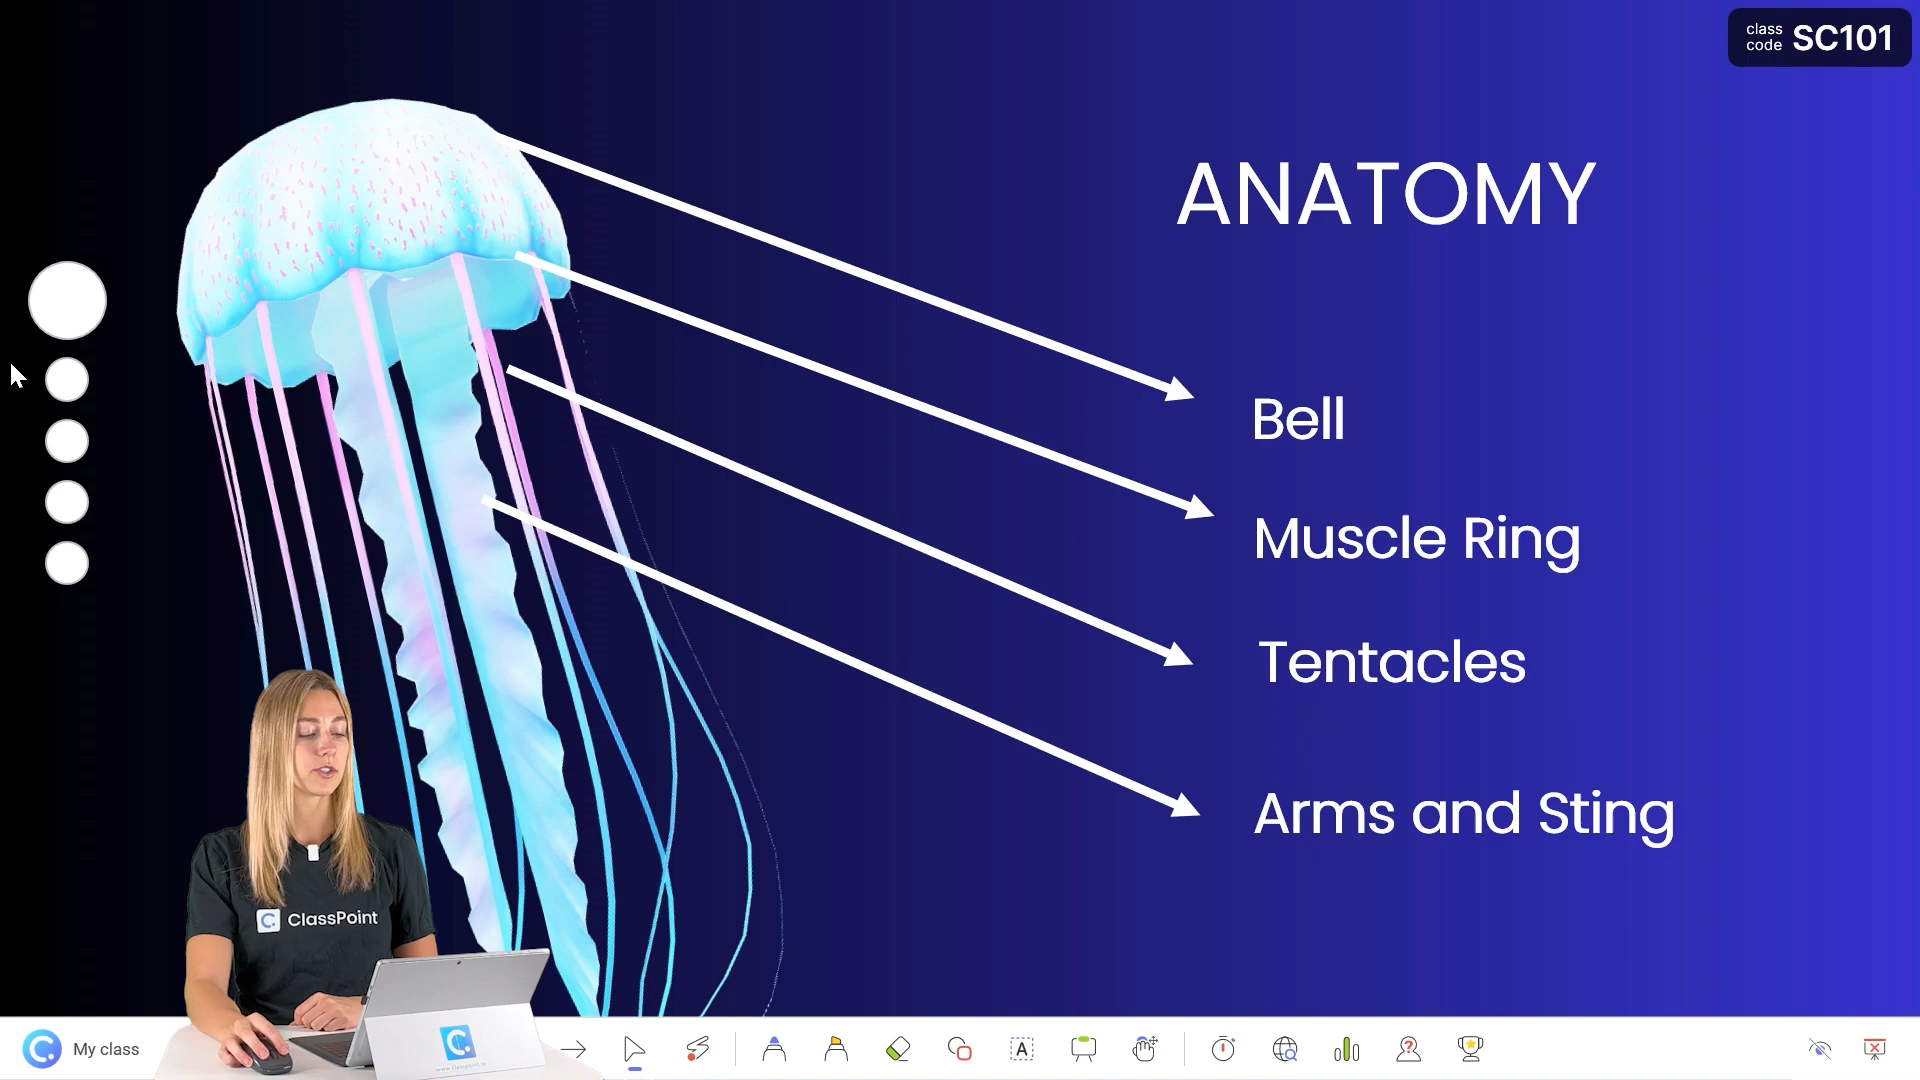 class
code SC101
ANATOMY
Bell
Muscle Ring
Tentacles
Arms and Sting
ClassPoint
My class
A